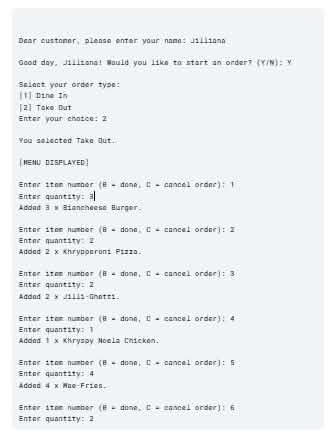 Dear customer, please enter your name: Jilliana
Good day, Jilliana! Would you like to start an order? (Y/N): Y
Select your order type:
[1] Dine In
[2] Take Out
Enter your choice: 2
You selected Take Out.
[MENU DISPLAYED]
Enter item number (0 = done, C = cancel order): 1
Enter quantity: 3
Added 3 x Biancheese Burger.
Enter item number (0 = done, C = cancel order): 2
Enter quantity: 2
Added 2 x Khrypperoni Pizza.
Enter item number (0 = done, C = cancel order): 3
Enter quantity: 2
Added 2 x Jilli-Ghetti.
Enter item number (0 = done, C = cancel order): 4
Enter quantity: 1
Added 1 x Khryspy Neela Chicken.
Enter item number (0 = done, C = cancel order): 5
Enter quantity: 4
Added 4 x Mae-Fries.
Enter item number (0 = done, C = cancel order): 6
Enter quantity: 2